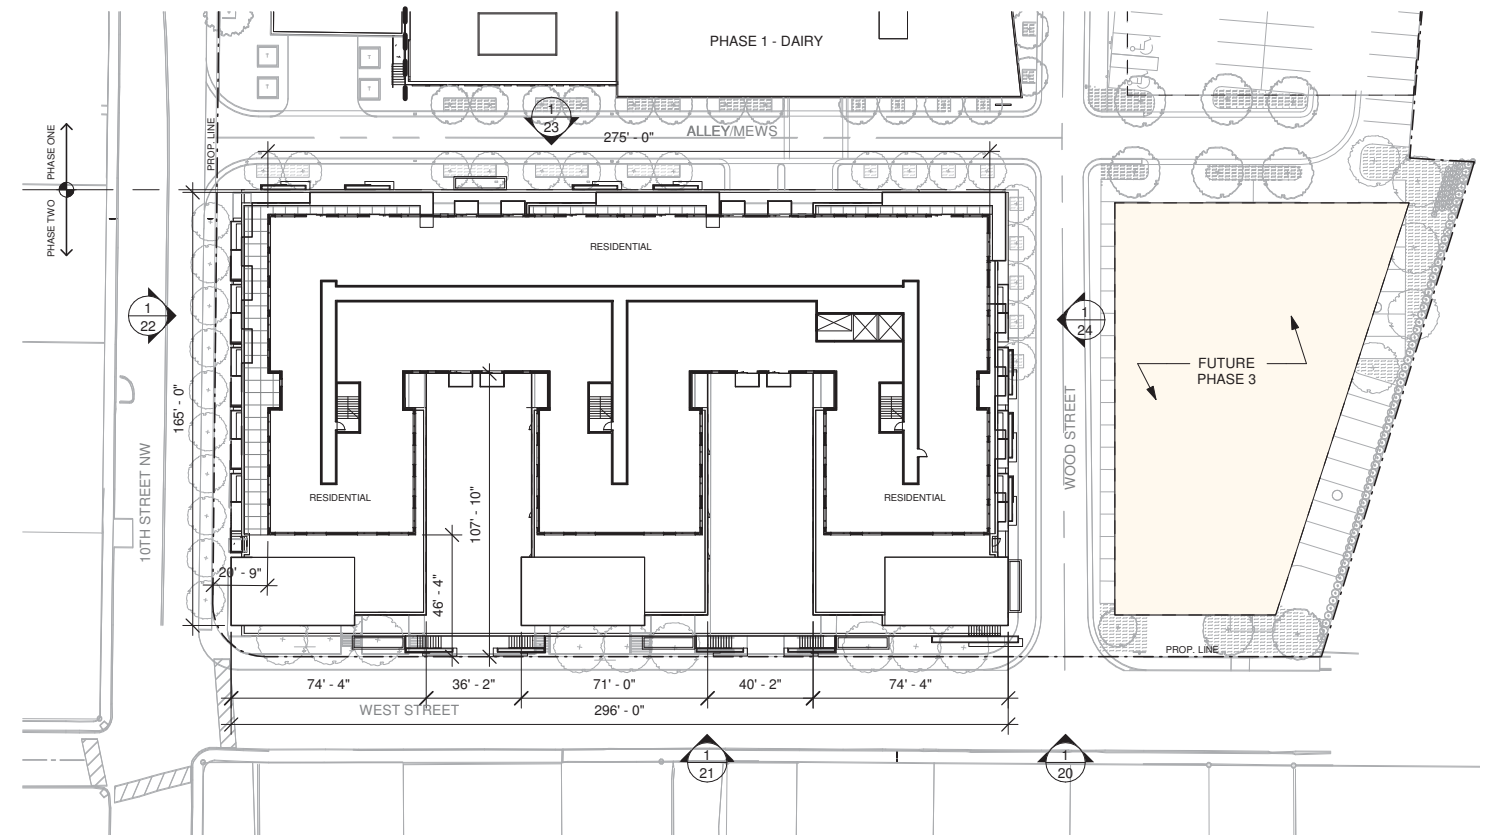 PHASE 1 - DAIRY
1
23
ALLEY/MEWS
275' - 0"
PROP. LINE
PHASE ONE
PHASE TWO
RESIDENTIAL
1
22
1
24
165' - 0"
FUTURE
PHASE 3
10TH STREET NW
WOOD STREET
RESIDENTIAL
RESIDENTIAL
107' - 10"
20' - 9"
46' - 4"
PROP. LINE
74' - 4"
36' - 2"
71' - 0"
40' - 2"
74' - 4"
WEST STREET
296' - 0"
1
21
1
20